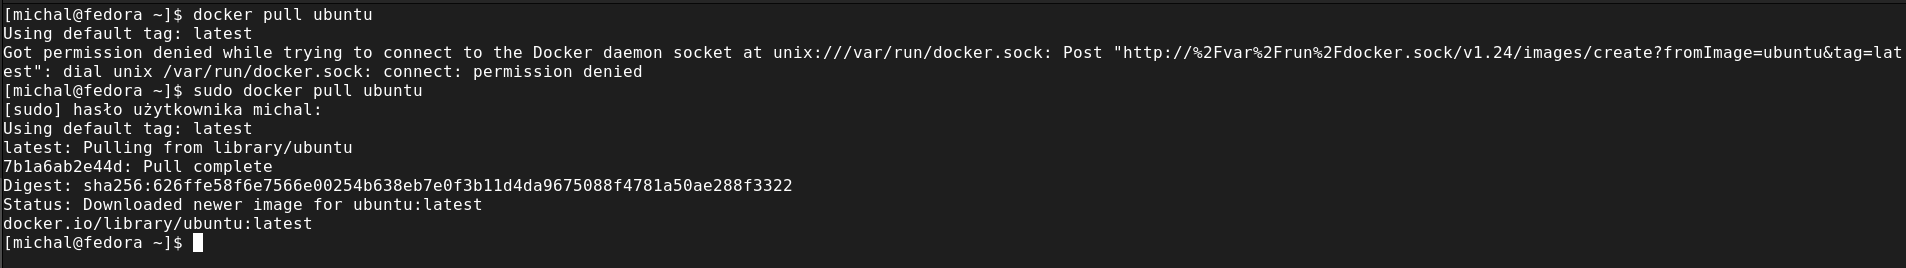 [michal@fedora ~]$ docker pull ubuntu
Using default tag: latest
Got permission denied while trying to connect to the Docker daemon socket at unix:///var/run/docker.sock: Post "http://%2Fvar%2Frun%2Fdocker.sock/v1.24/images/create?fromImage=ubuntu&tag=lat
est": dial unix /var/run/docker.sock: connect: permission denied
[michal@fedora ~]$ sudo docker pull ubuntu
[sudo] hasło użytkownika michal:
Using default tag: latest
latest: Pulling from library/ubuntu
7b1a6ab2e44d: Pull complete
Digest: sha256:626ffe58f6e7566e00254b638eb7e0f3b11d4da9675088f4781a50ae288f3322
Status: Downloaded newer image for ubuntu:latest
docker.io/library/ubuntu:latest
[michal@fedora ~]$